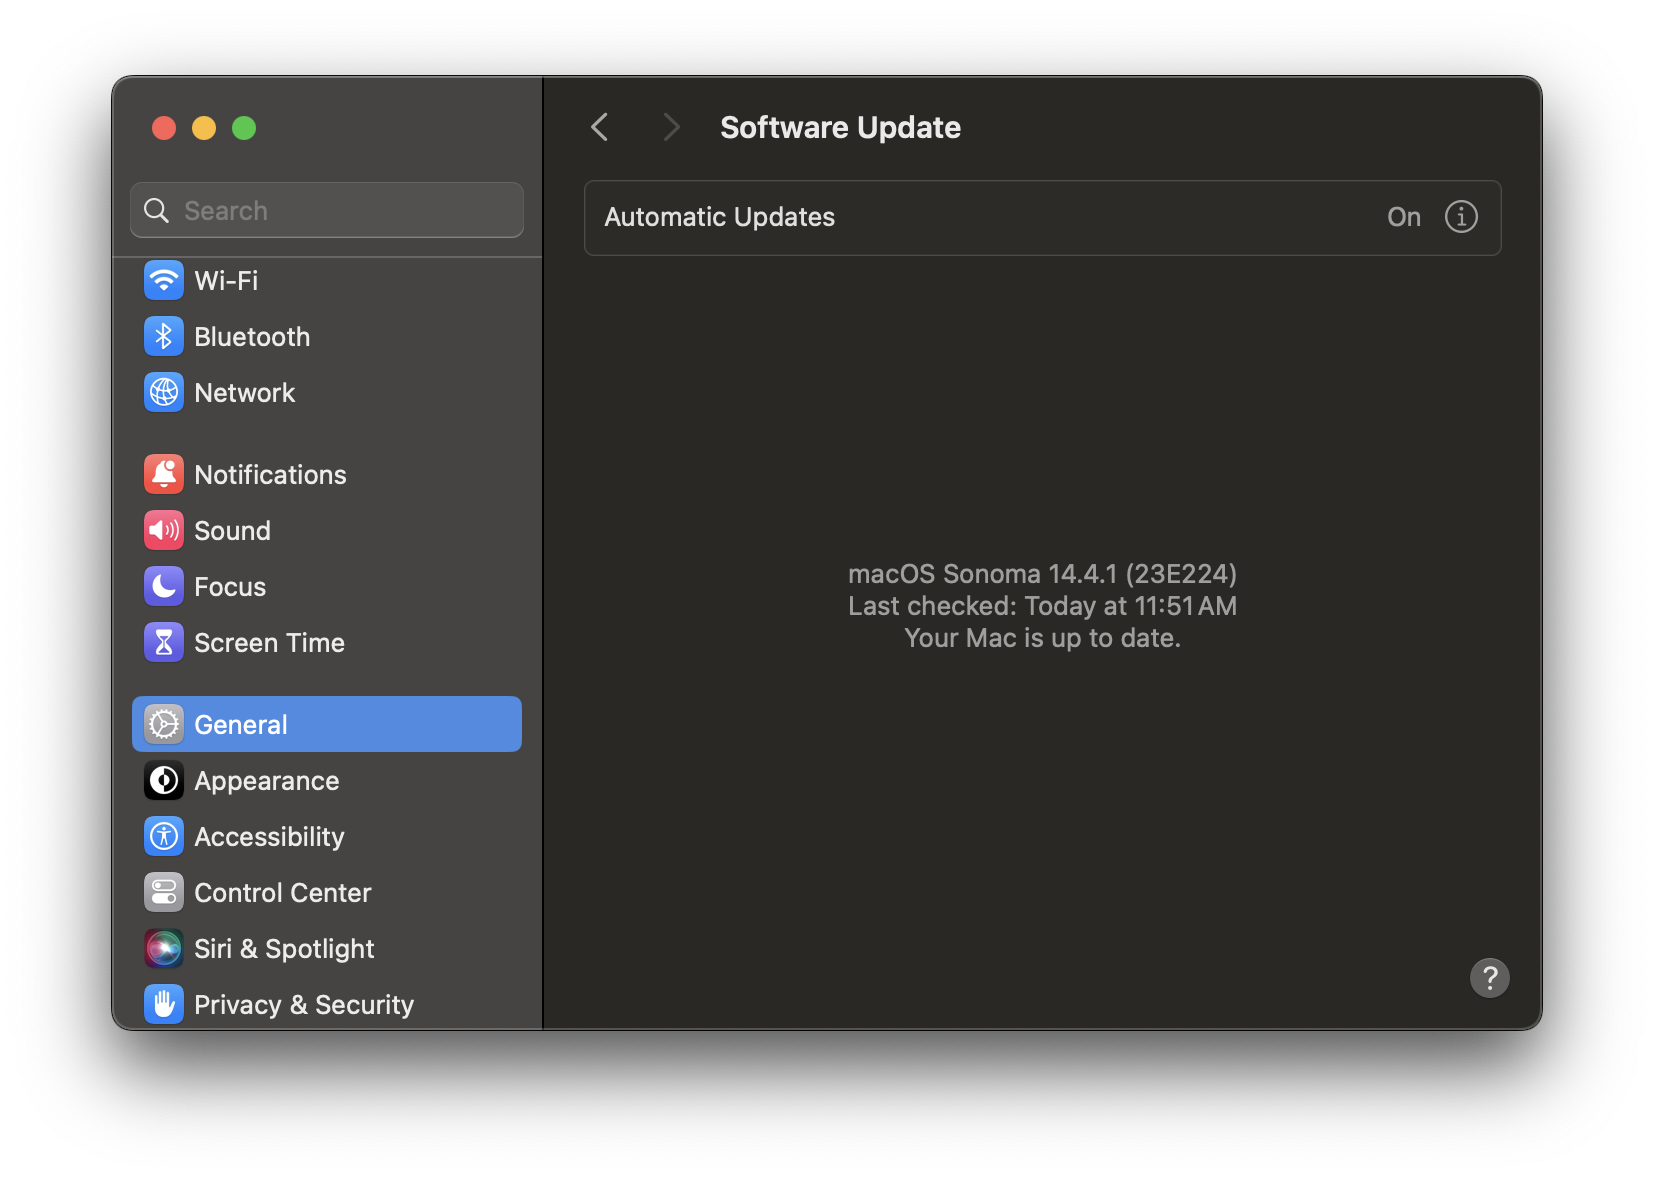 Search
Wi-Fi
Bluetooth
Network
Notifications
Sound
Focus
Screen Time
General
Appearance
Accessibility
Control Center
Siri & Spotlight
Privacy & Security
Software Update
Automatic Updates On
macOS Sonoma 14.4.1 (23E224)
Last checked: Today at 11:51 AM
Your Mac is up to date.
?